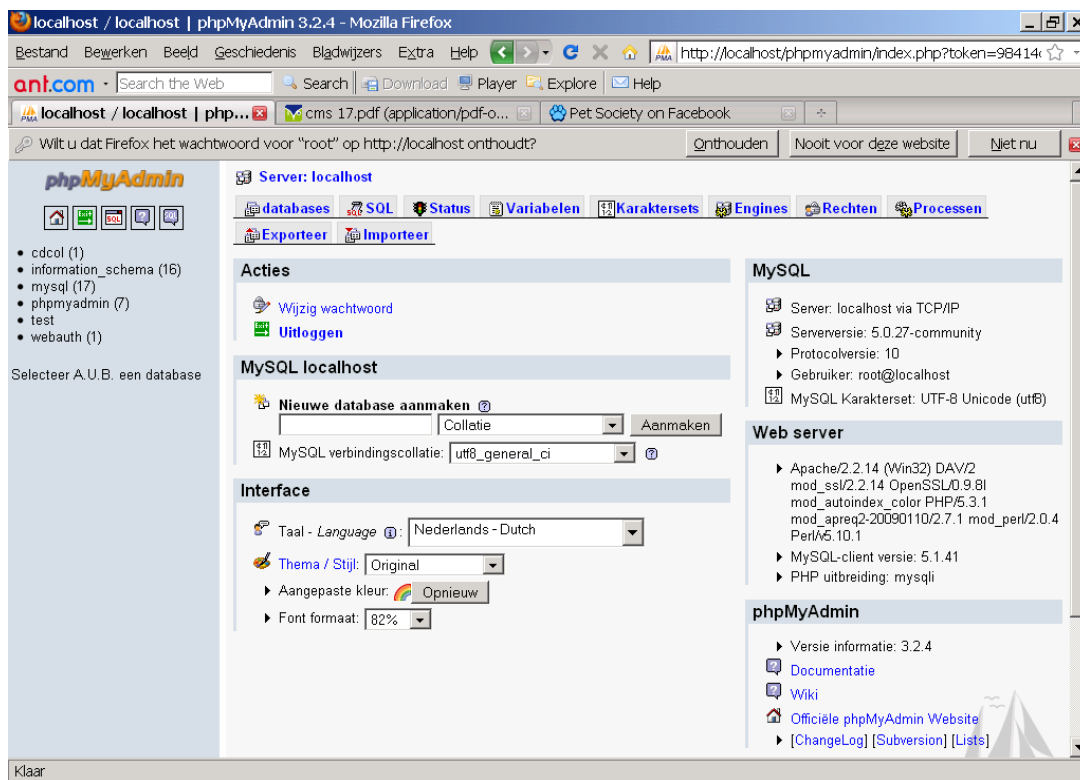 localhost / localhost | phpMyAdmin 3.2.4 - Mozilla Firefox
Bestand Bewerken Beeld Geschiedenis Bladwijzers Extra Help http://localhost/phpmyadmin/index.php?token=98414
ant.com Search the Web Search Download Player Explore Help
localhost / localhost | php... cms 17.pdf (application/pdf-o... Pet Society on Facebook
Wilt u dat Firefox het wachtwoord voor "root" op http://localhost onthoudt? Onthouden Nooit voor deze website Niet nu
phpMyAdmin
cdcol (1)
information_schema (16)
mysql (17)
phpmyadmin (7)
test
webauth (1)
Selecteer A.U.B. een database
Server: localhost
databases SQL Status Variabelen Karaktersets Engines Rechten Processen
Exporteer Importeer
Acties
Wijzig wachtwoord
Uitloggen
MySQL localhost
Nieuwe database aanmaken
Collatie Aanmaken
MySQL verbindingscollatie: utf8_general_ci
Interface
Taal - Language : Nederlands - Dutch
Thema / Stijl: Original
Aangepaste kleur: Opnieuw
Font formaat: 82%
MySQL
Server: localhost via TCP/IP
Serverversie: 5.0.27-community
Protocolversie: 10
Gebruiker: root@localhost
MySQL Karakterset: UTF-8 Unicode (utf8)
Web server
Apache/2.2.14 (Win32) DAV/2
mod_ssl/2.2.14 OpenSSL/0.9.8l
mod_autoindex_color PHP/5.3.1
mod_apreq2-20090110/2.7.1 mod_perl/2.0.4
Perl/v5.10.1
MySQL-client versie: 5.1.41
PHP uitbreiding: mysqli
phpMyAdmin
Versie informatie: 3.2.4
Documentatie
Wiki
Officiële phpMyAdmin Website
[ChangeLog] [Subversion] [Lists]
Klaar